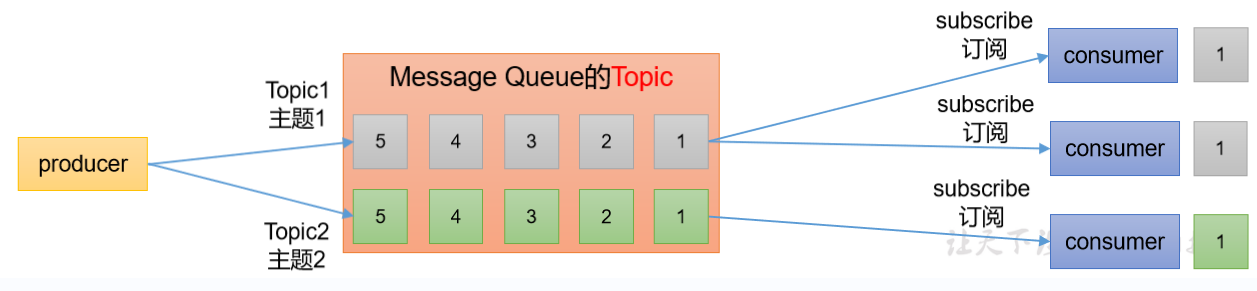 Message Queue的Topic
Topic1
主题1
producer
5 4 3 2 1
5 4 3 2 1
Topic2
主题2
subscribe
订阅
consumer 1
subscribe
订阅
consumer 1
subscribe
订阅
consumer 1
让天下